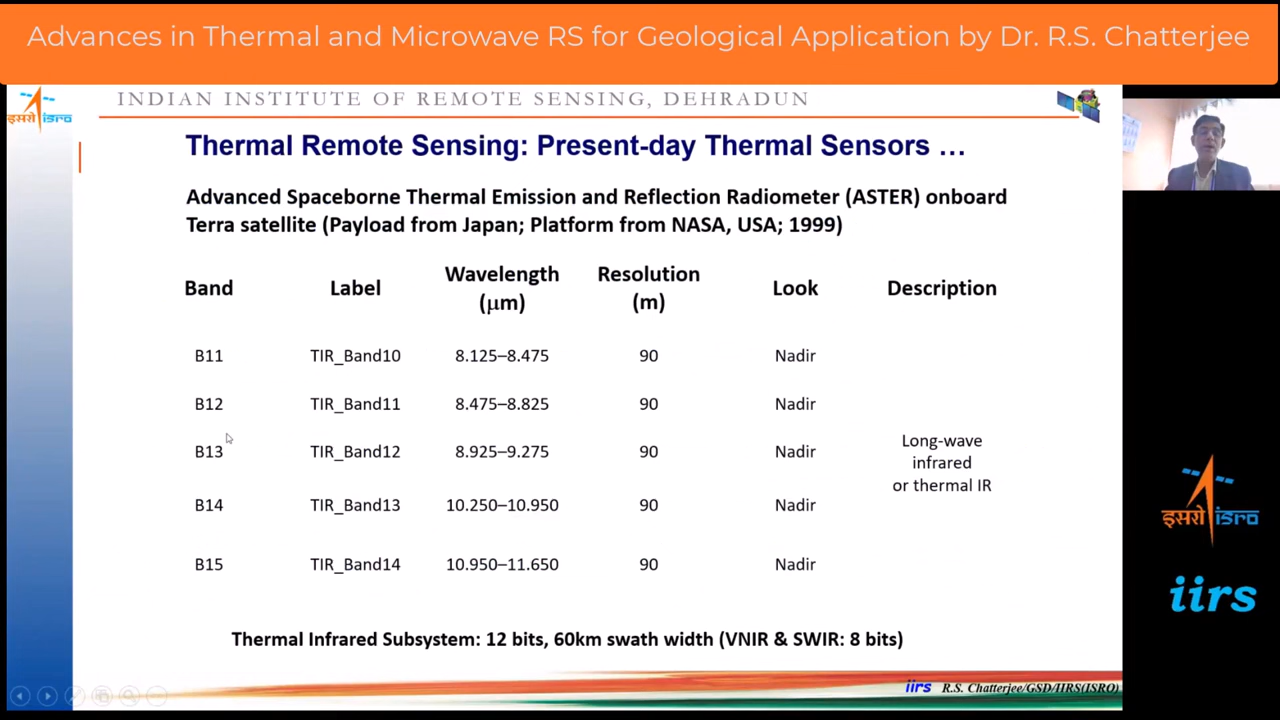 Advances in Thermal and Microwave RS for Geological Application by Dr. R.S. Chatterjee
इसरो isro
INDIAN INSTITUTE OF REMOTE SENSING, DEHRADUN
Thermal Remote Sensing: Present-day Thermal Sensors …
Advanced Spaceborne Thermal Emission and Reflection Radiometer (ASTER) onboard
Terra satellite (Payload from Japan; Platform from NASA, USA; 1999)
Band Label Wavelength (μm) Resolution (m) Look Description
B11 TIR_Band10 8.125–8.475 90 Nadir
B12 TIR_Band11 8.475–8.825 90 Nadir
B13 TIR_Band12 8.925–9.275 90 Nadir
Long-wave
infrared
or thermal IR
B14 TIR_Band13 10.250–10.950 90 Nadir
B15 TIR_Band14 10.950–11.650 90 Nadir
Thermal Infrared Subsystem: 12 bits, 60km swath width (VNIR & SWIR: 8 bits)
इसरो isro
iirs
iirs R.S. Chatterjee/GSD/IIRS(ISRO)